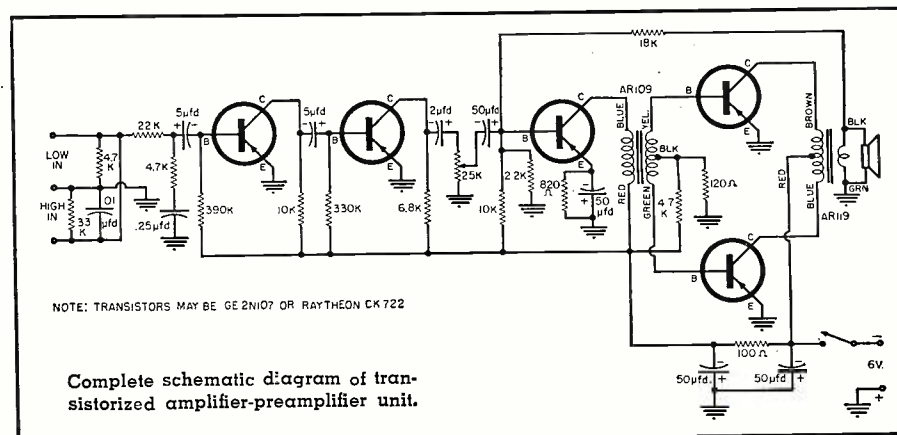 18K
AR109
C
BLUE
YEL.
B
E
BROWN
BLK
GRN
RED
BLUE
AR119
5µfd
22K
4.7K
LOW IN
HIGH IN
33K
.01 µfd
4.7K
.25µfd
B
C
E
390K
5µfd
10K
B
C
E
330K
2µfd
6.8K
25K
50µfd
B
C
E
10K
2.2K
820Ω
50 µfd
RED
GREEN
BLK
4.7K
120Ω
B
C
E
100Ω
50µfd.
50µfd
6V.
NOTE: TRANSISTORS MAY BE GE 2N107 OR RAYTHEON CK722
Complete schematic diagram of tran-
sistorized amplifier-preamplifier unit.